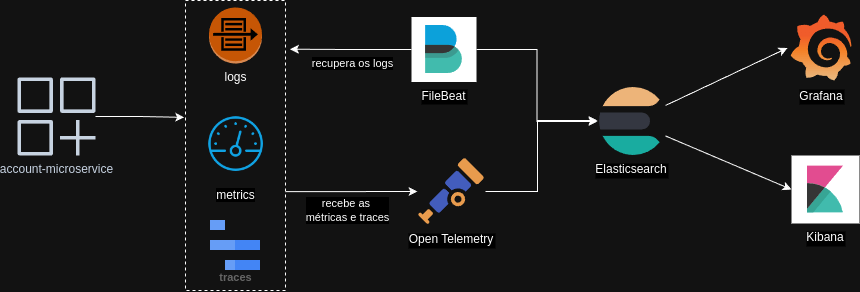 logs
recupera os logs
FileBeat
Grafana
account-microservice
Elasticsearch
metrics
recebe as
métricas e traces
Open Telemetry
Kibana
traces